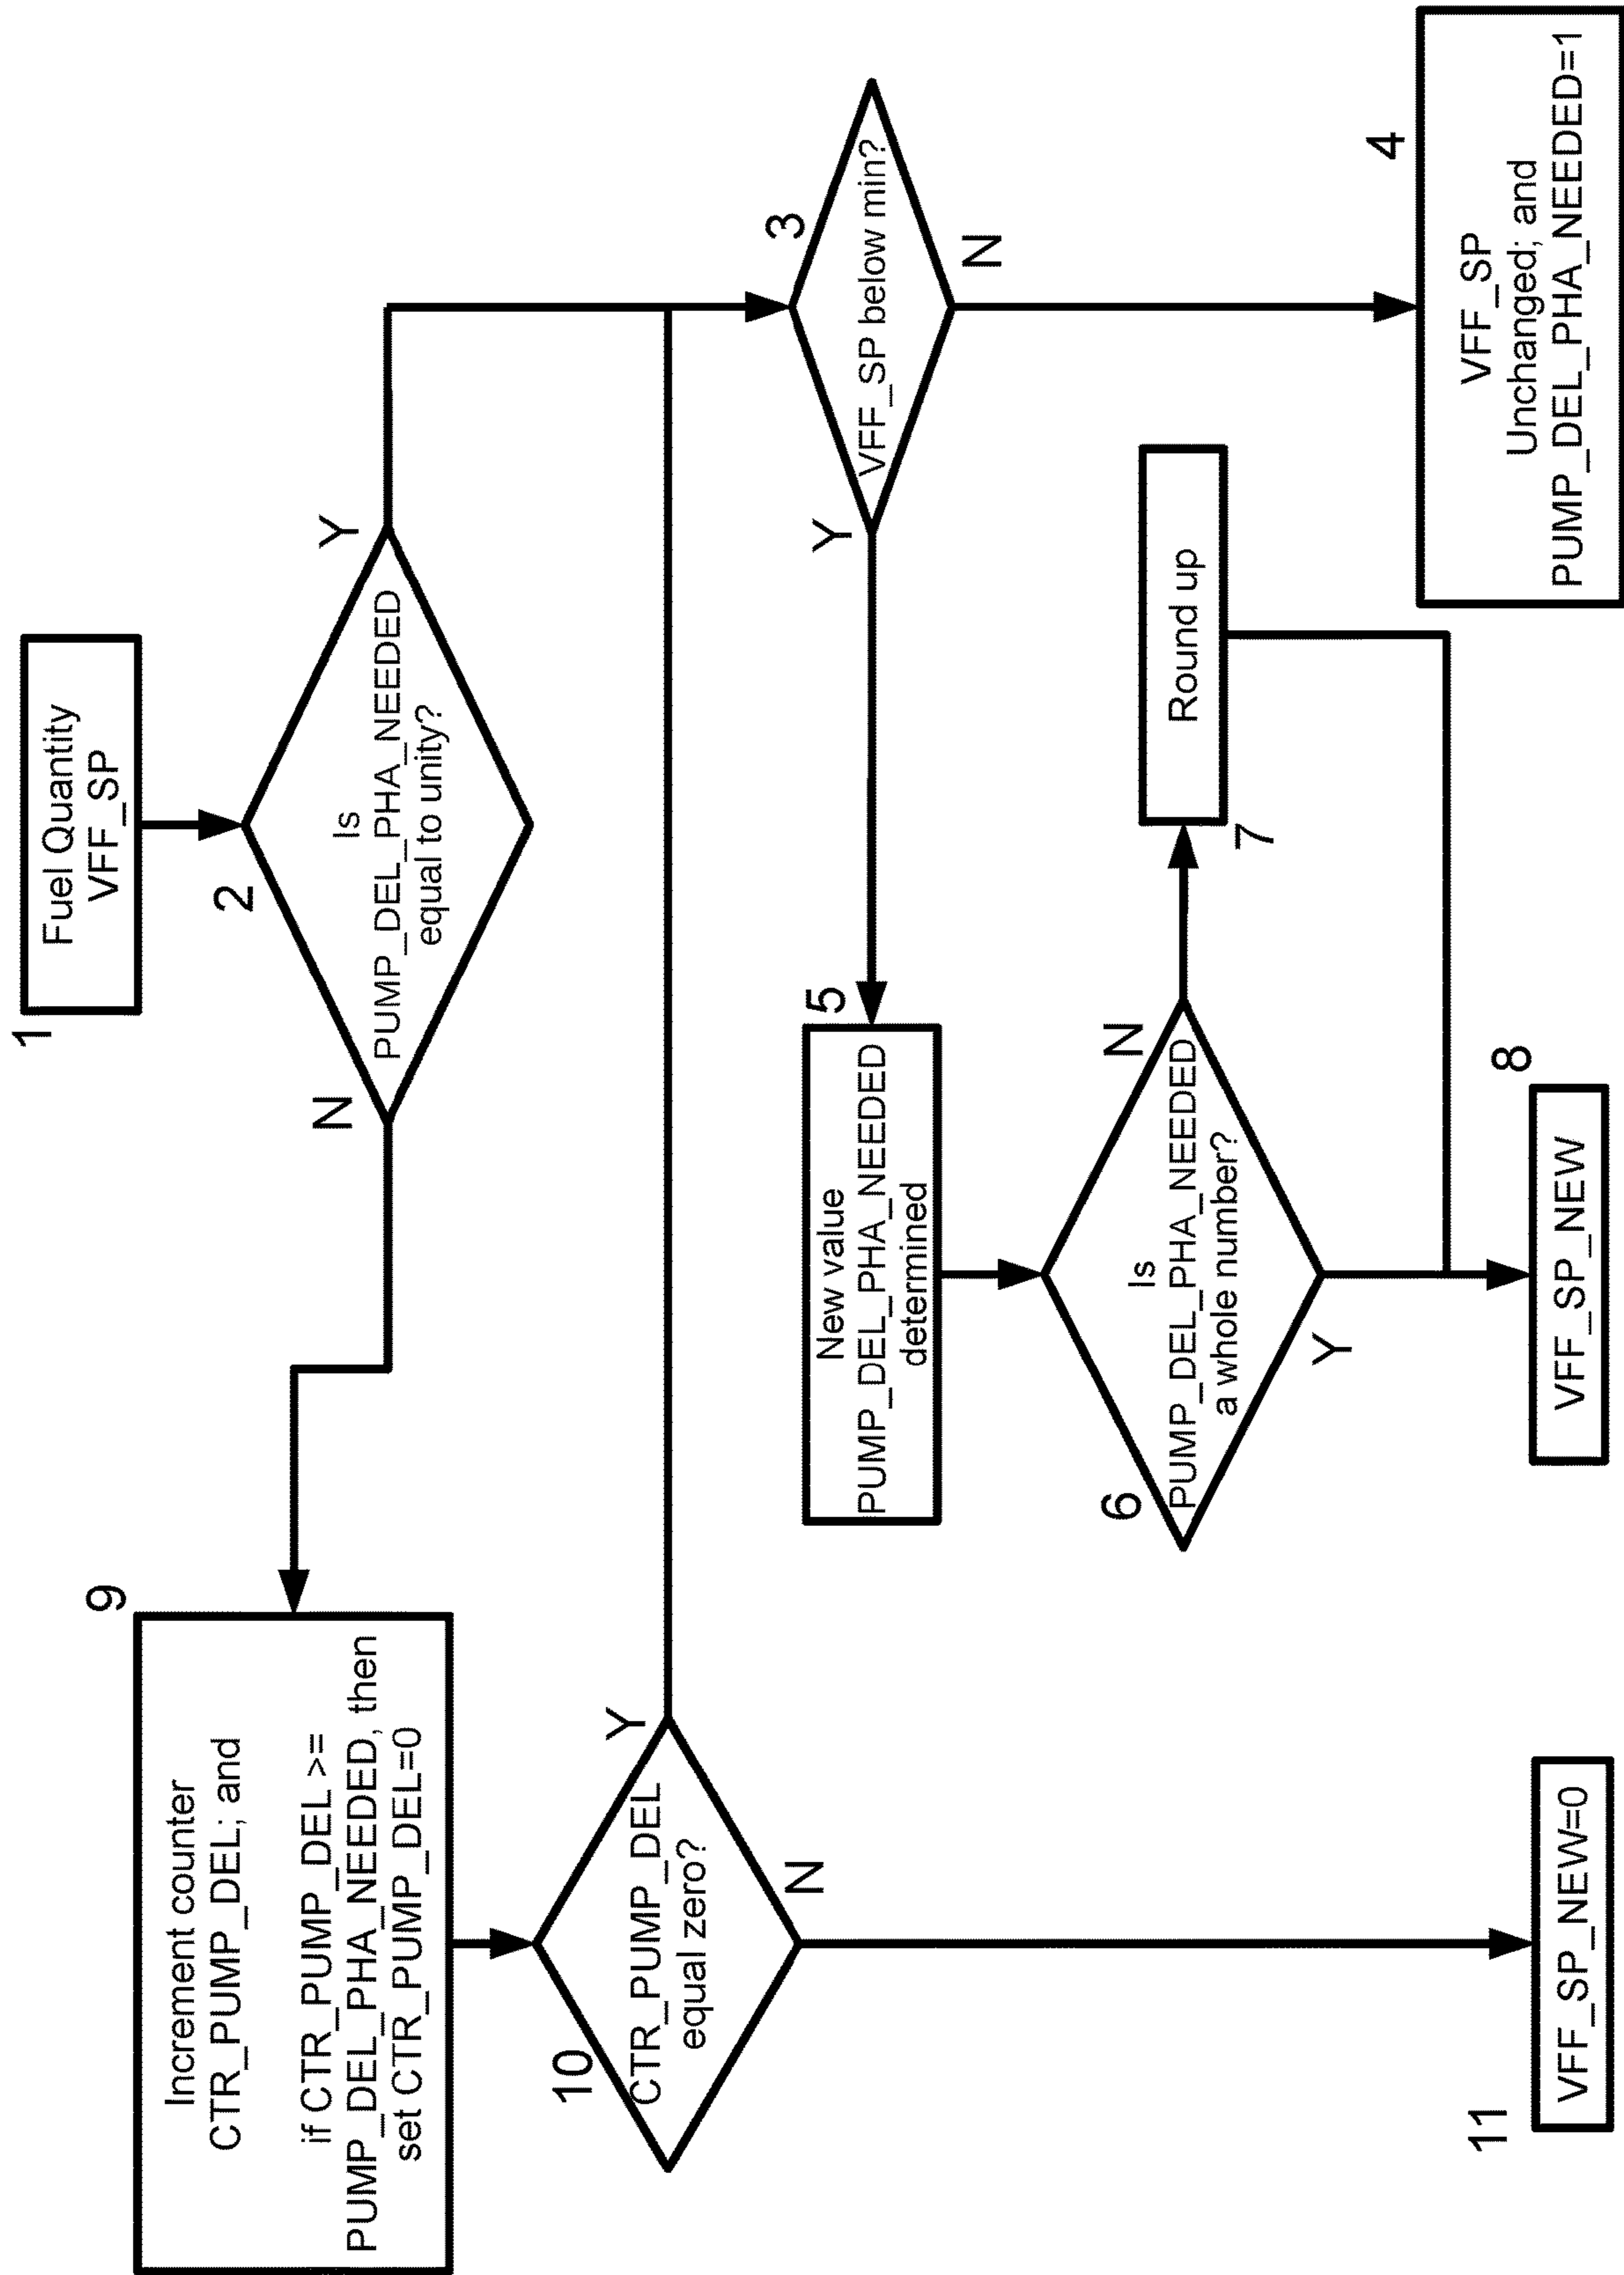 1
Fuel Quantity
VFF_SP
2
Is
PUMP_DEL_PHA_NEEDED
equal to unity?
N
Y
9
Increment counter
CTR_PUMP_DEL; and
if CTR_PUMP_DEL >=
PUMP_DEL_PHA_NEEDED, then
set CTR_PUMP_DEL=0
10
CTR_PUMP_DEL
equal zero?
Y
N
11
VFF_SP_NEW=0
3
VFF_SP below min?
Y
N
4
VFF_SP
Unchanged; and
PUMP_DEL_PHA_NEEDED=1
5
New value
PUMP_DEL_PHA_NEEDED
determined
6
Is
PUMP_DEL_PHA_NEEDED
a whole number?
N
Y
7
Round up
8
VFF_SP_NEW